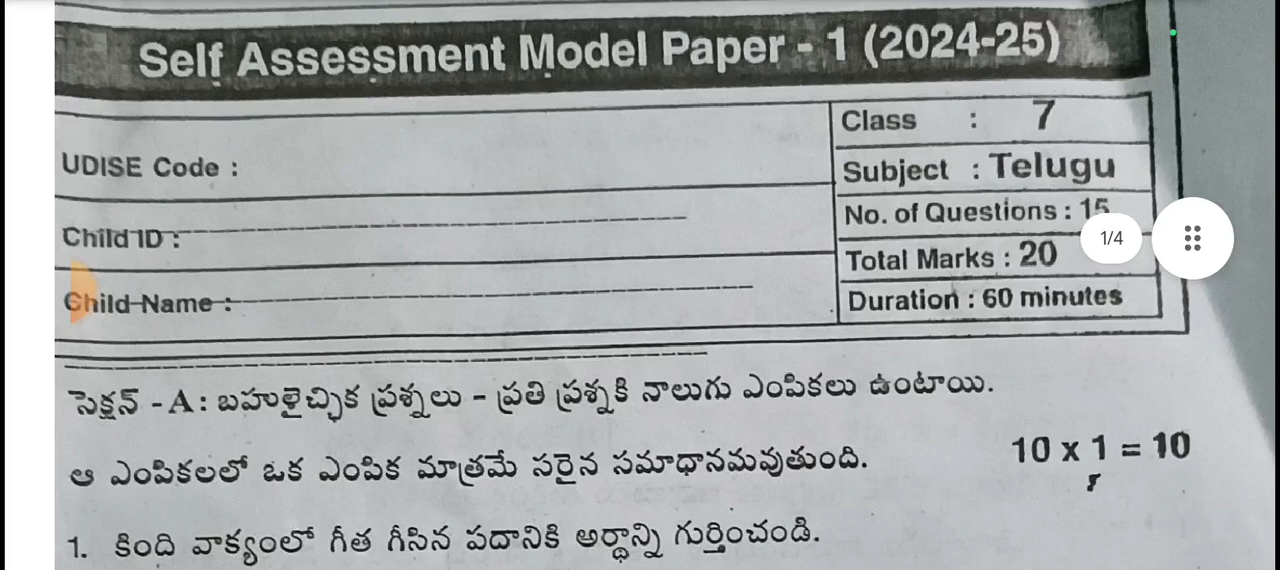 Self Assessment Model Paper - 1 (2024-25)
UDISE Code :
Child ID :
Child Name :
Class : 7
Subject : Telugu
No. of Questions : 15
Total Marks : 20
Duration : 60 minutes
1/4
సెక్షన్ - A : బహుళైచ్ఛిక ప్రశ్నలు - ప్రతి ప్రశ్నకి నాలుగు ఎంపికలు ఉంటాయి.
ఆ ఎంపికలలో ఒక ఎంపిక మాత్రమే సరైన సమాధానమవుతుంది. 10 x 1 = 10
1. కింది వాక్యంలో గీత గీసిన పదానికి అర్థాన్ని గుర్తించండి.